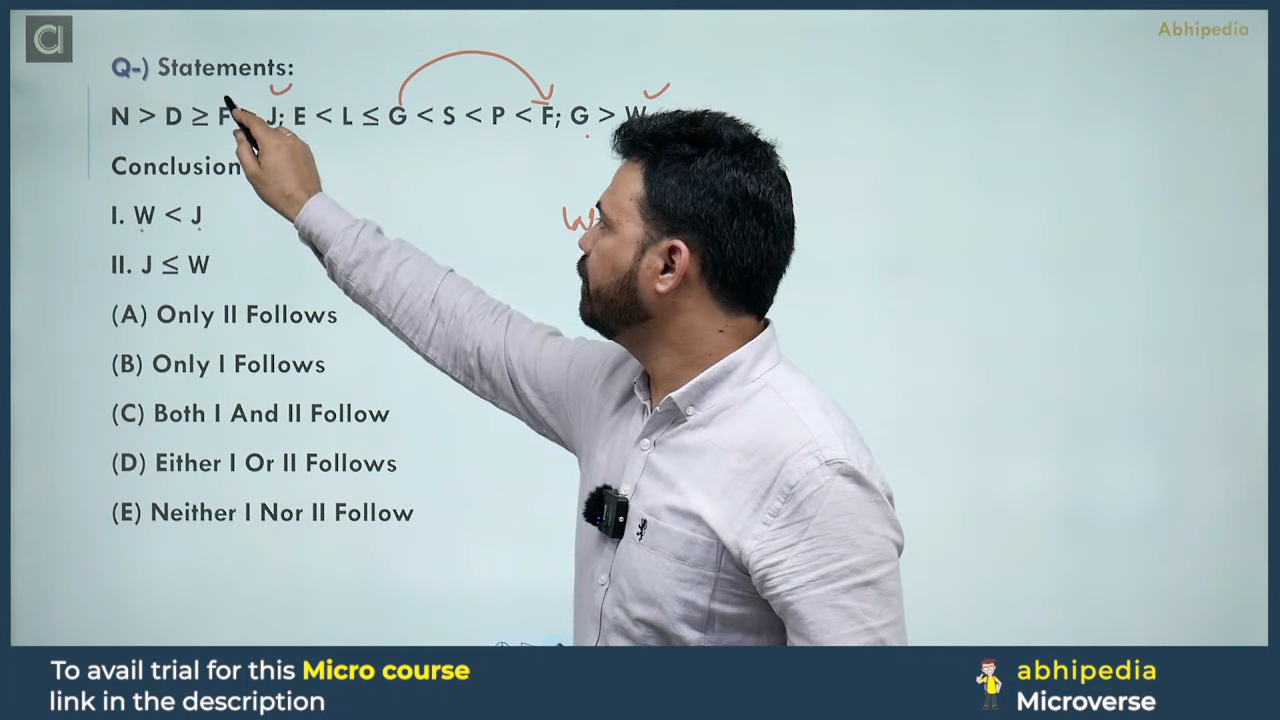 Abhipedia
Q-) Statements:
N > D ≥ F J; E < L ≤ G < S < P < F; G > W
Conclusion
I. W < J
W
II. J ≤ W
(A) Only II Follows
(B) Only I Follows
(C) Both I And II Follow
(D) Either I Or II Follows
(E) Neither I Nor II Follow
To avail trial for this Micro course
link in the description
abhipedia
Microverse